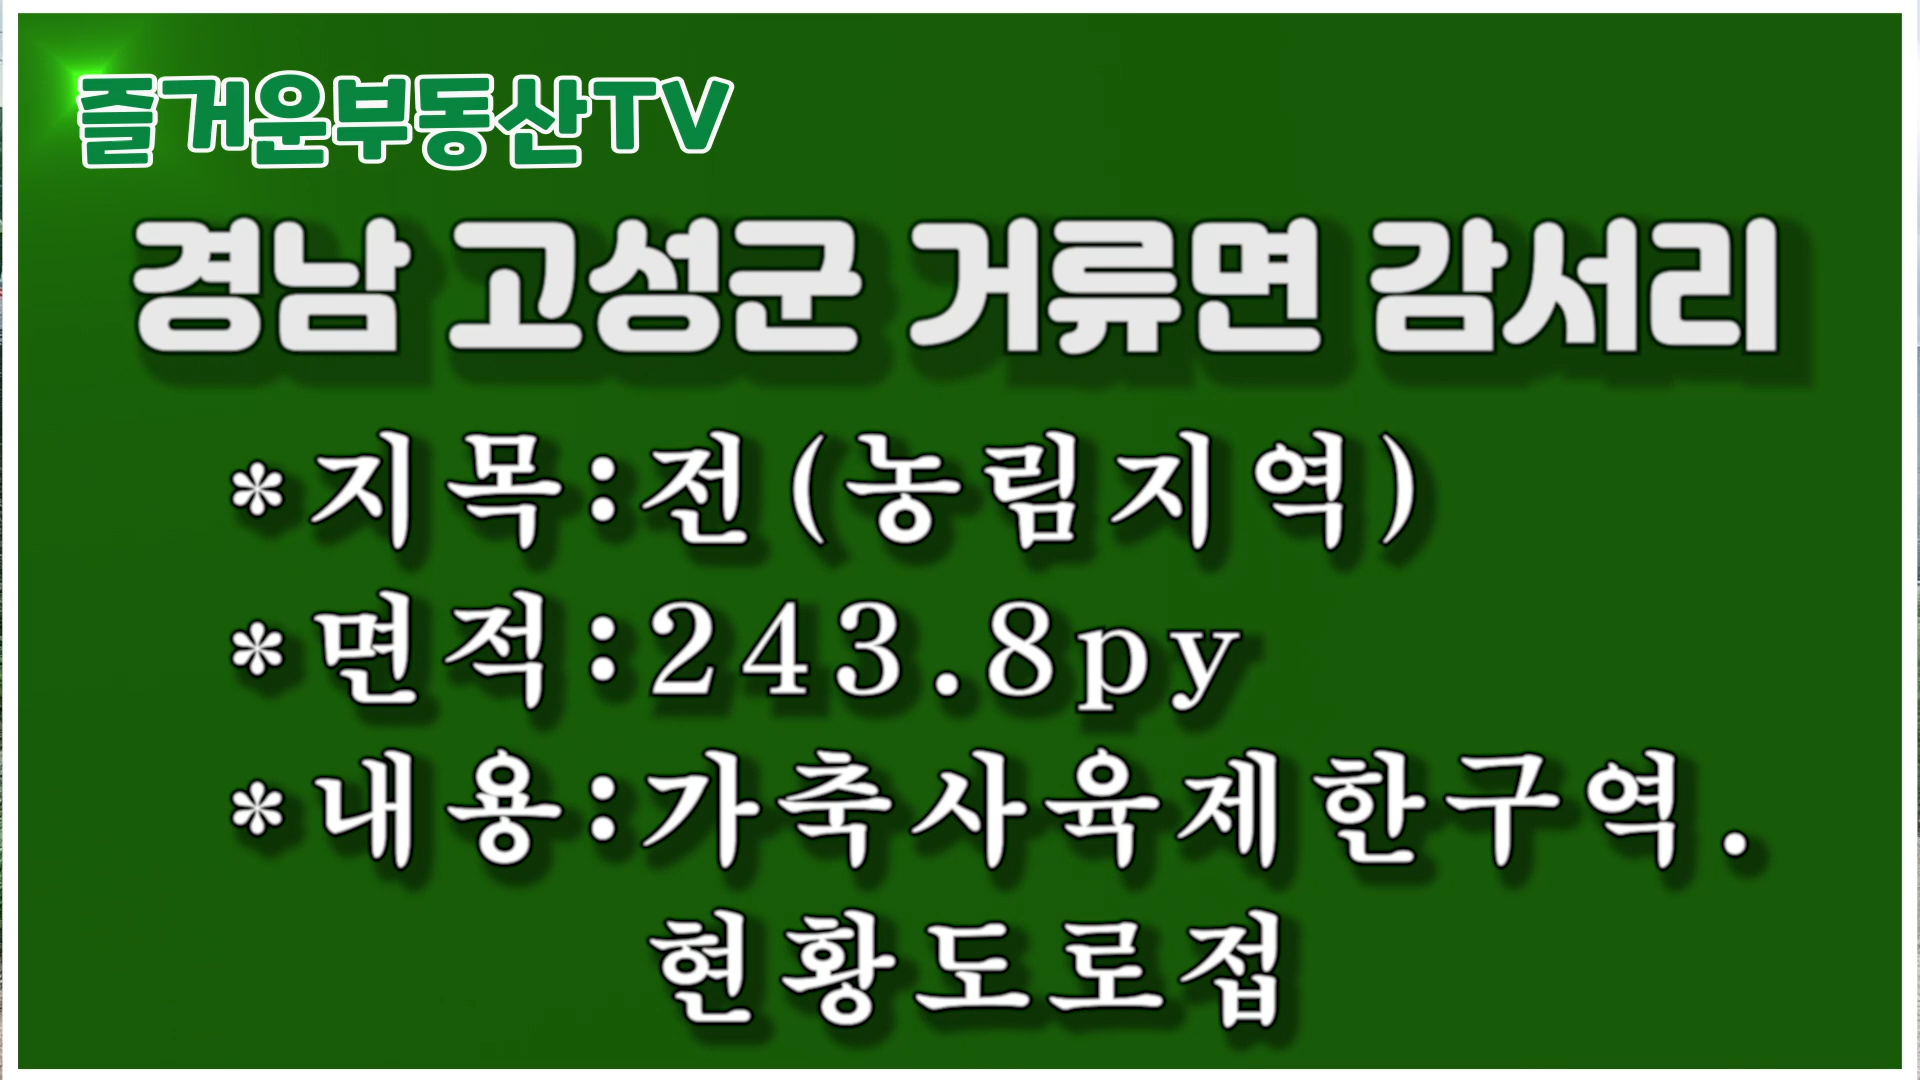 즐거운부동산TV
경남 고성군 거류면 감서리
*지목:전(농림지역)
*면적:243.8py
*내용:가축사육제한구역.
현황도로접